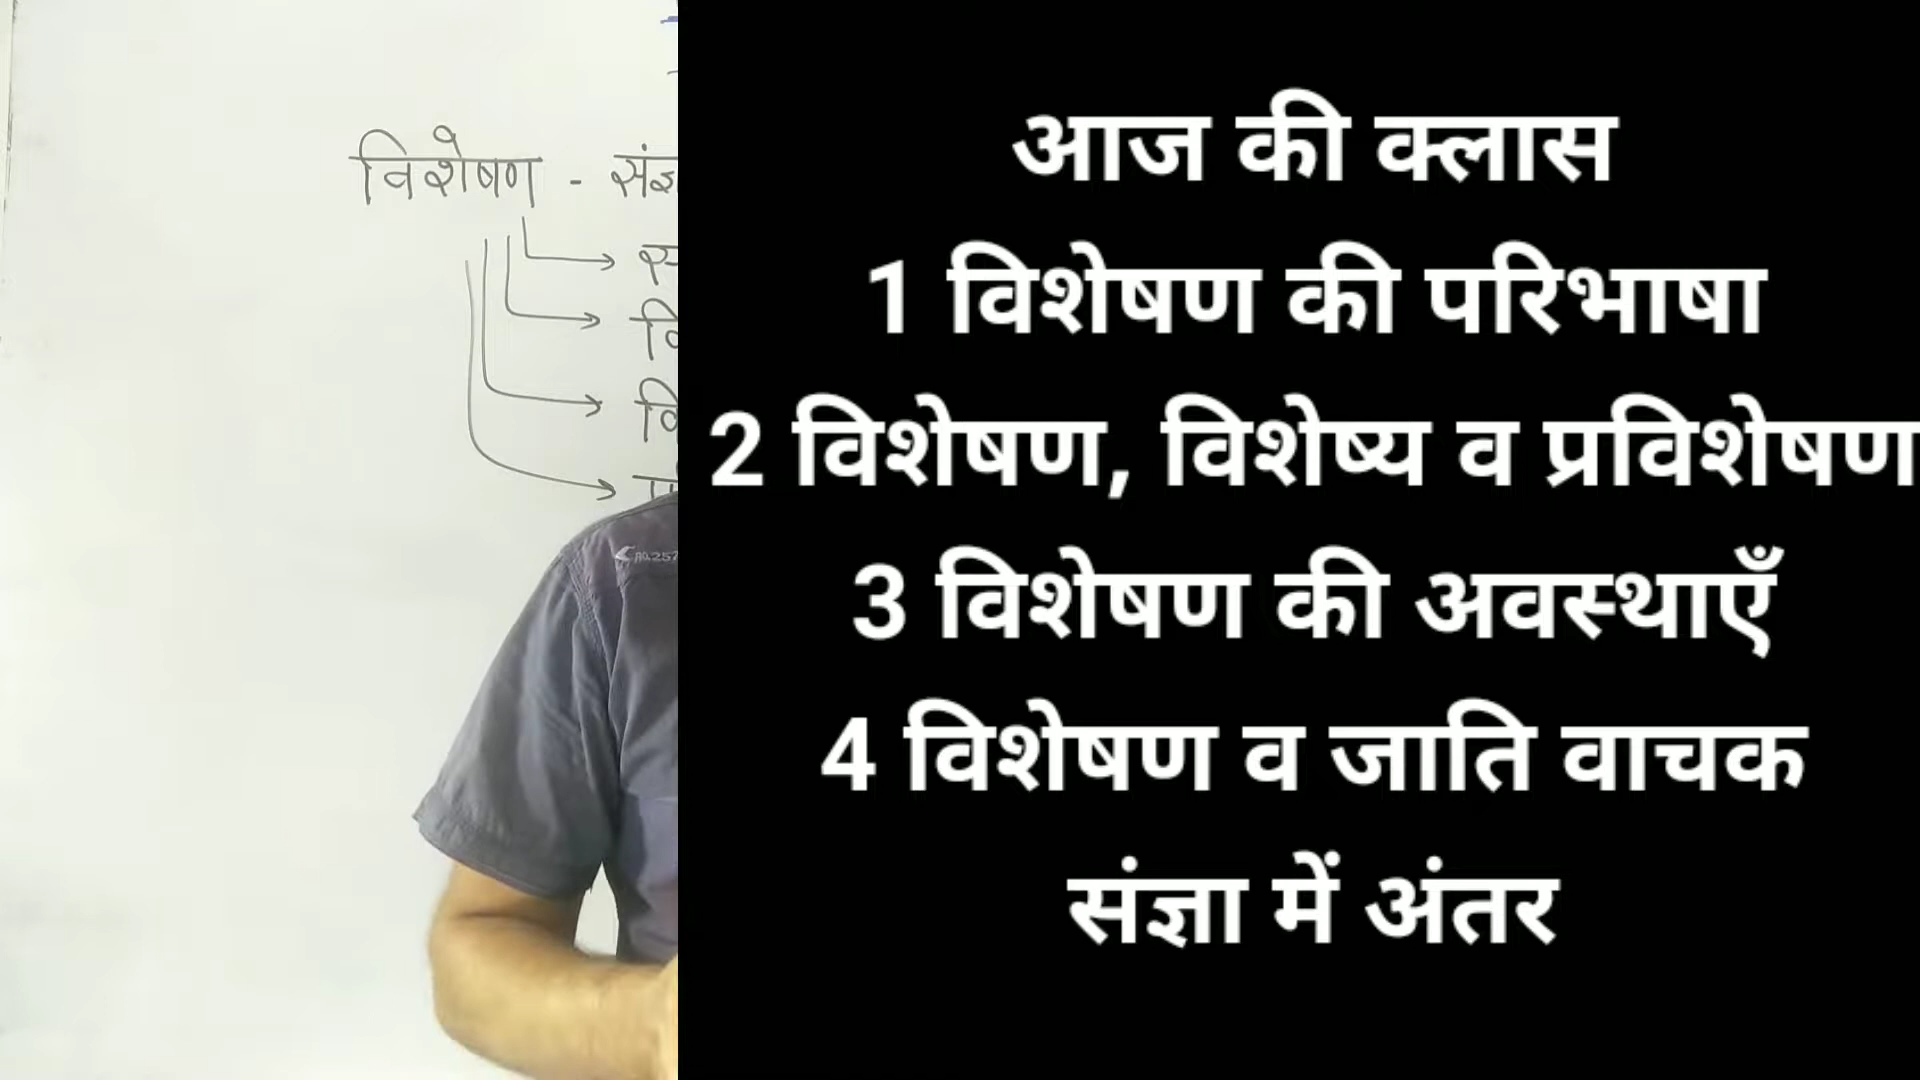 विशेषण -
आज की क्लास
1 विशेषण की परिभाषा
2 विशेषण, विशेष्य व प्रविशेषण
3 विशेषण की अवस्थाएँ
4 विशेषण व जाति वाचक
संज्ञा में अंतर